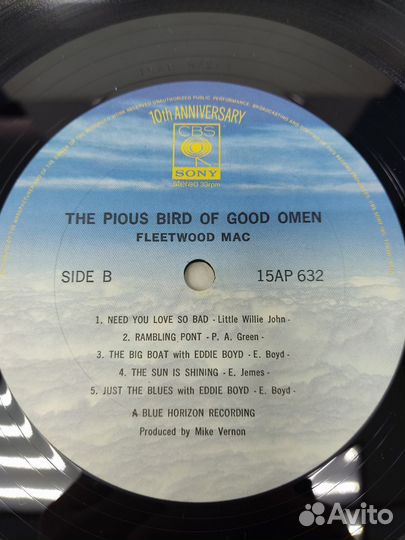 10th ANNIVERSARY
CBS
SONY
stereo 33rpm
THE PIOUS BIRD OF GOOD OMEN
FLEETWOOD MAC
SIDE B
15AP 632
1. NEED YOU LOVE SO BAD - Little Willie John -
2. RAMBLING PONT - P. A. Green -
3. THE BIG BOAT with EDDIE BOYD - E. Boyd -
4. THE SUN IS SHINING - E. Jemes -
5. JUST THE BLUES with EDDIE BOYD - E. Boyd -
A BLUE HORIZON RECORDING
Produced by Mike Vernon
Avito